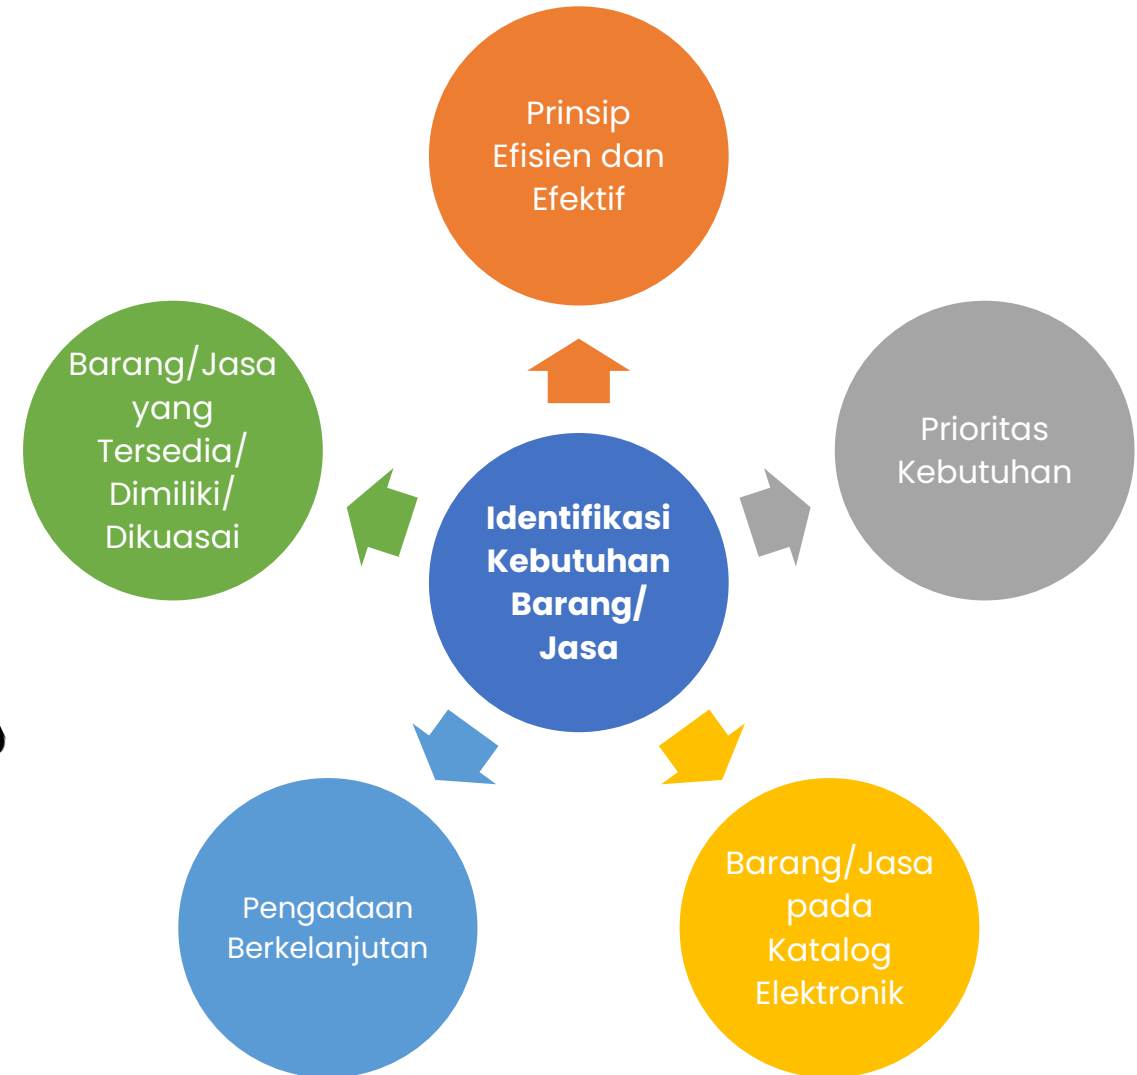 Prinsip
Efisien dan
Efektif
Barang/Jasa
yang
Tersedia/
Dimiliki/
Dikuasai
Prioritas
Kebutuhan
Identifikasi
Kebutuhan
Barang/
Jasa
Pengadaan
Berkelanjutan
Barang/Jasa
pada
Katalog
Elektronik